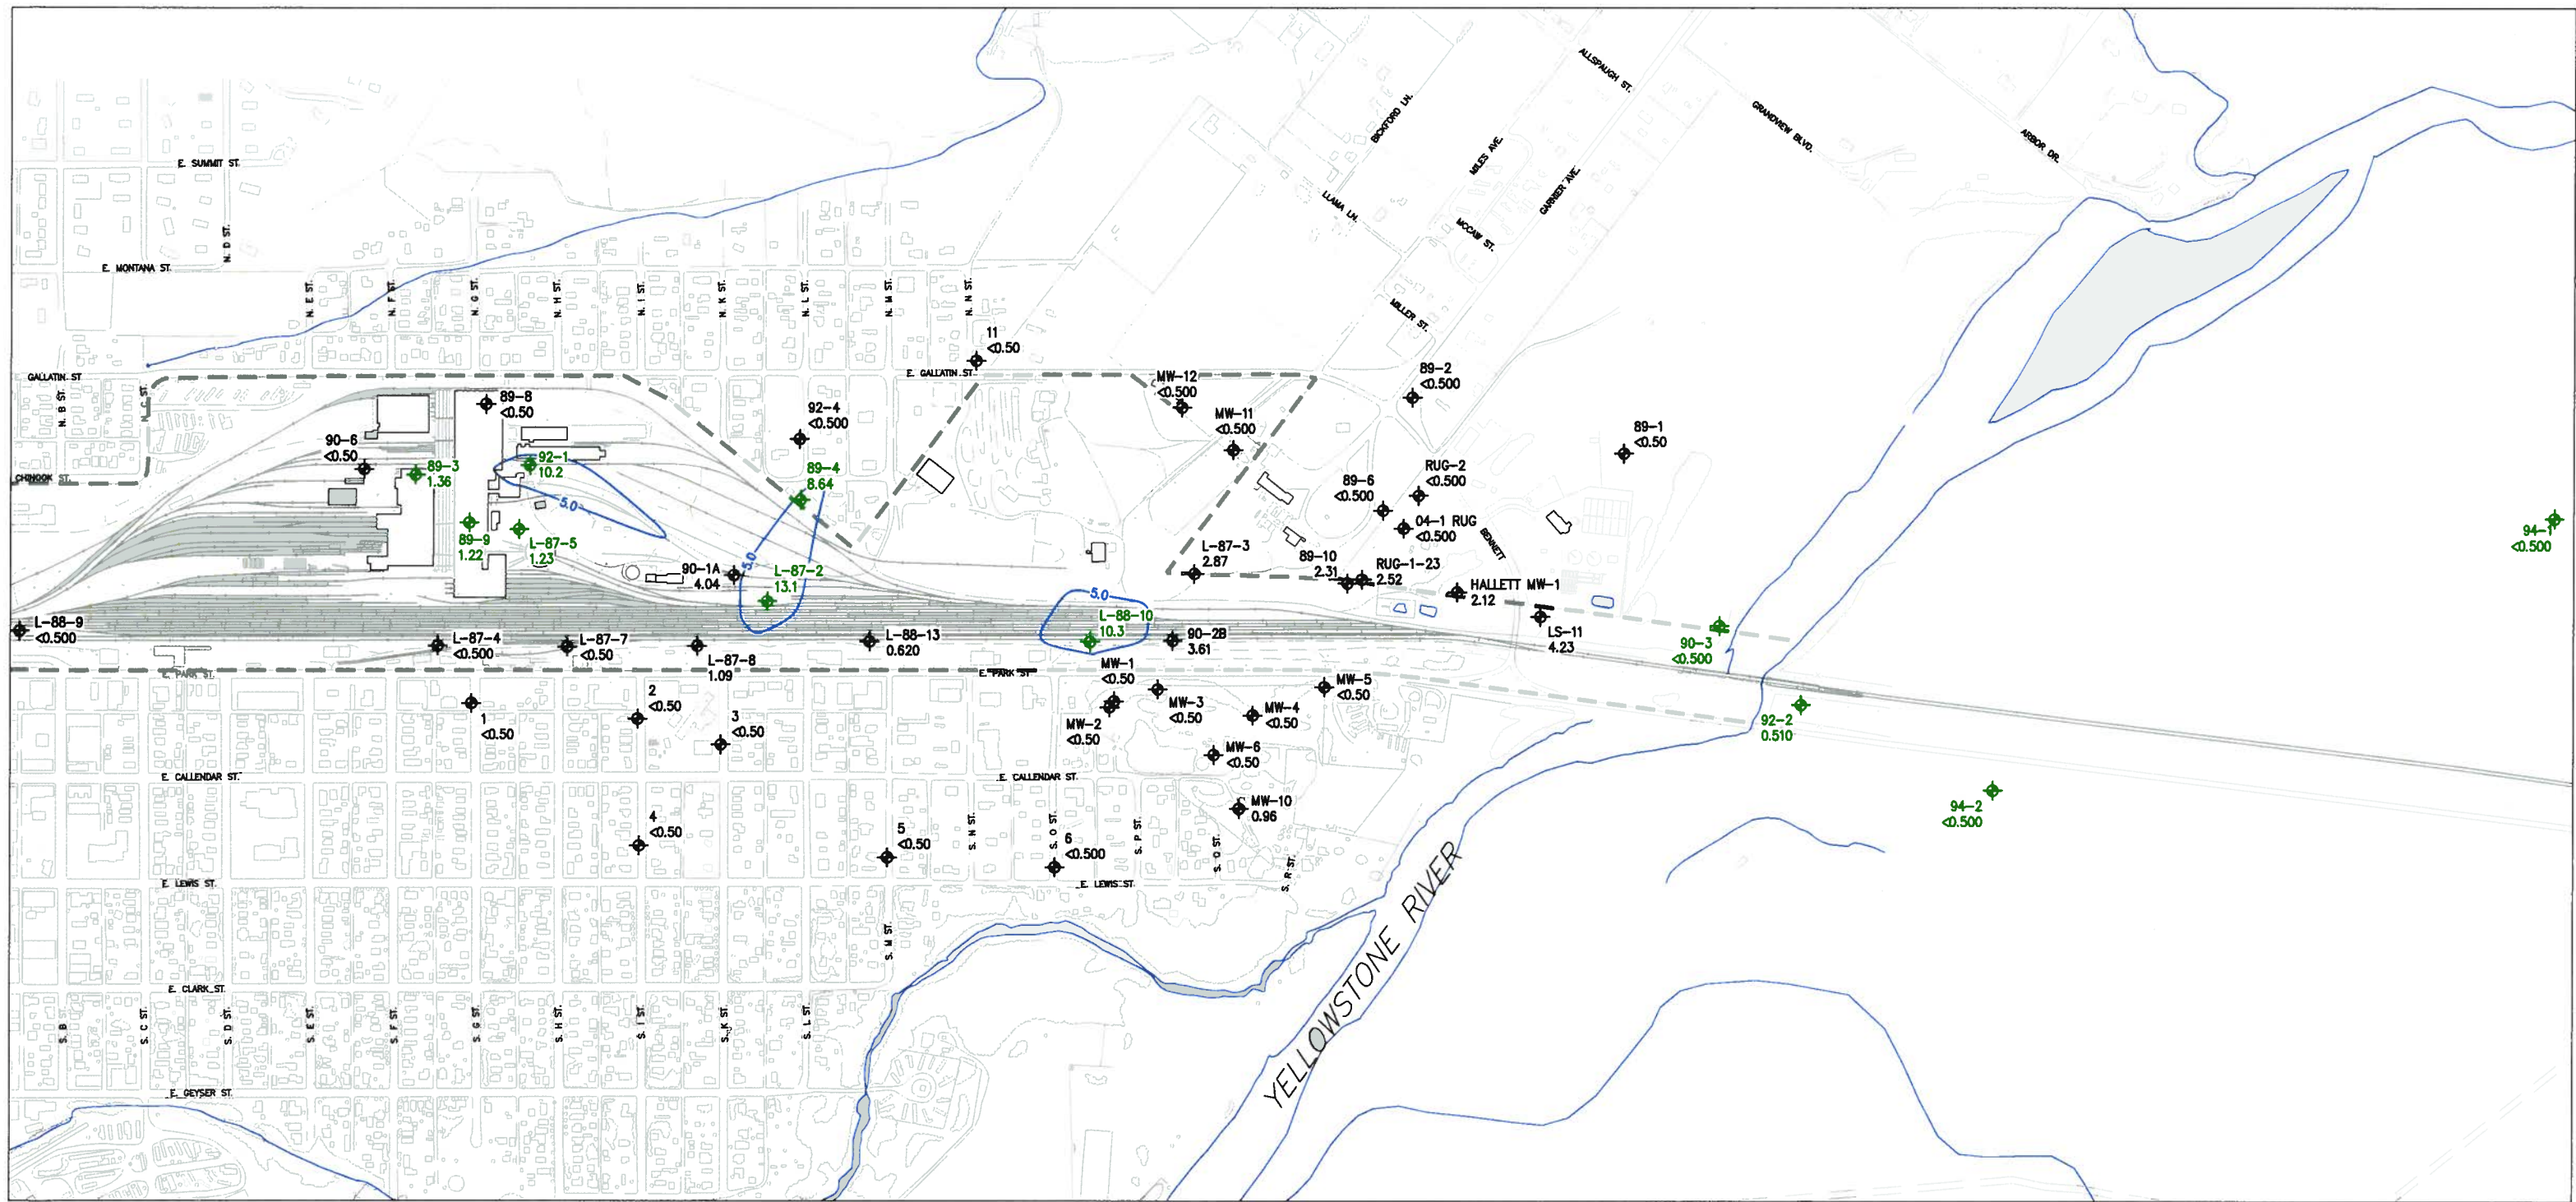 ALLSPAUGH ST.
GRANDVIEW BLVD.
ARBOR DR.
BICKFORD LN.
MILES AVE.
GARNIER AVE.
LLAMA LN.
MCCAW ST.
MILLER ST.
E. SUMMIT ST.
N. D ST.
E. MONTANA ST.
N. E ST.
N. F ST.
N. G ST.
N. H ST.
N. I ST.
N. K ST.
N. L ST.
N. M ST.
N. N ST.
11
<0.50
GALLATIN ST
E. GALLATIN ST.
N. B ST.
N. C ST.
MW-12
<0.500
89-2
<0.500
89-8
<0.50
92-4
<0.500
MW-11
<0.500
89-1
<0.50
90-6
<0.50
CHINOOK ST.
89-3
1.36
92-1
10.2
5.0
89-4
8.64
89-6
<0.500
RUG-2
<0.500
04-1 RUG
<0.500
BENNETT
94-1
<0.500
89-9
1.22
L-87-5
1.23
90-1A
4.04
5.0
L-87-2
13.1
L-87-3
2.87
89-10
2.31
RUG-1-23
2.52
HALLETT MW-1
2.12
5.0
L-88-10
10.3
L-88-9
<0.500
L-87-4
<0.500
L-87-7
<0.50
L-87-8
1.09
L-88-13
0.620
90-2B
3.61
LS-11
4.23
90-3
<0.500
E. PARK ST.
E. PARK ST
MW-1
<0.50
MW-2
<0.50
MW-3
<0.50
MW-4
<0.50
MW-5
<0.50
MW-6
<0.50
92-2
0.510
1
<0.50
2
<0.50
3
<0.50
E. CALLENDAR ST.
E. CALLENDAR ST.
94-2
<0.500
MW-10
0.96
4
<0.50
5
<0.50
6
<0.500
S. N ST.
S. O ST.
S. P ST.
S. Q ST.
S. R ST.
E. LEWIS ST.
E. LEWIS ST.
S. M ST.
YELLOWSTONE RIVER
E. CLARK ST.
S. B ST.
S. C ST.
S. D ST.
S. E ST.
S. F ST.
S. G ST.
S. H ST.
S. I ST.
S. K ST.
S. L ST.
E. GEYSER ST.